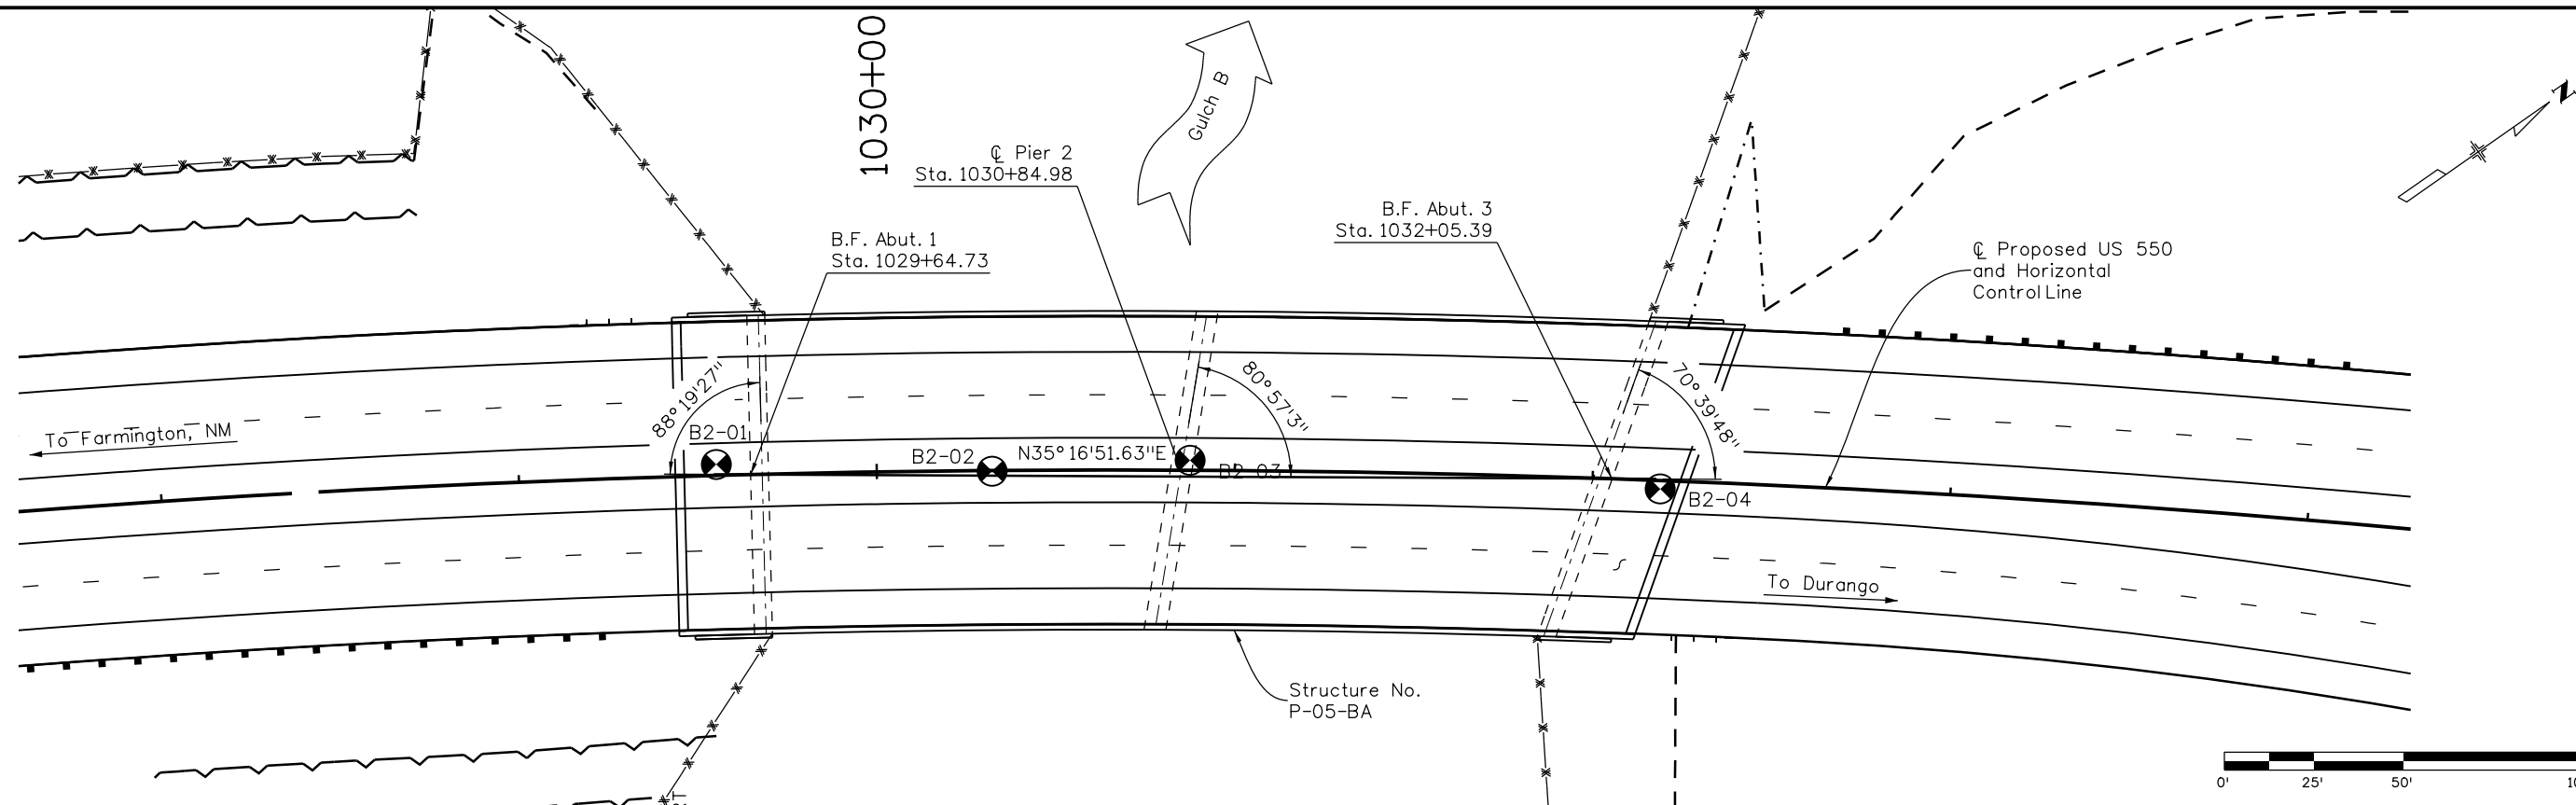 1030+00
Gulch B
N
℄ Pier 2
Sta. 1030+84.98
B.F. Abut. 3
Sta. 1032+05.39
B.F. Abut. 1
Sta. 1029+64.73
℄ Proposed US 550
and Horizontal
Control Line
88°19'27"
80°57'3"
70°39'48"
To Farmington, NM
B2-01
B2-02
N35°16'51.63"E
B2-03
B2-04
To Durango
Structure No.
P-05-BA
0' 25' 50'